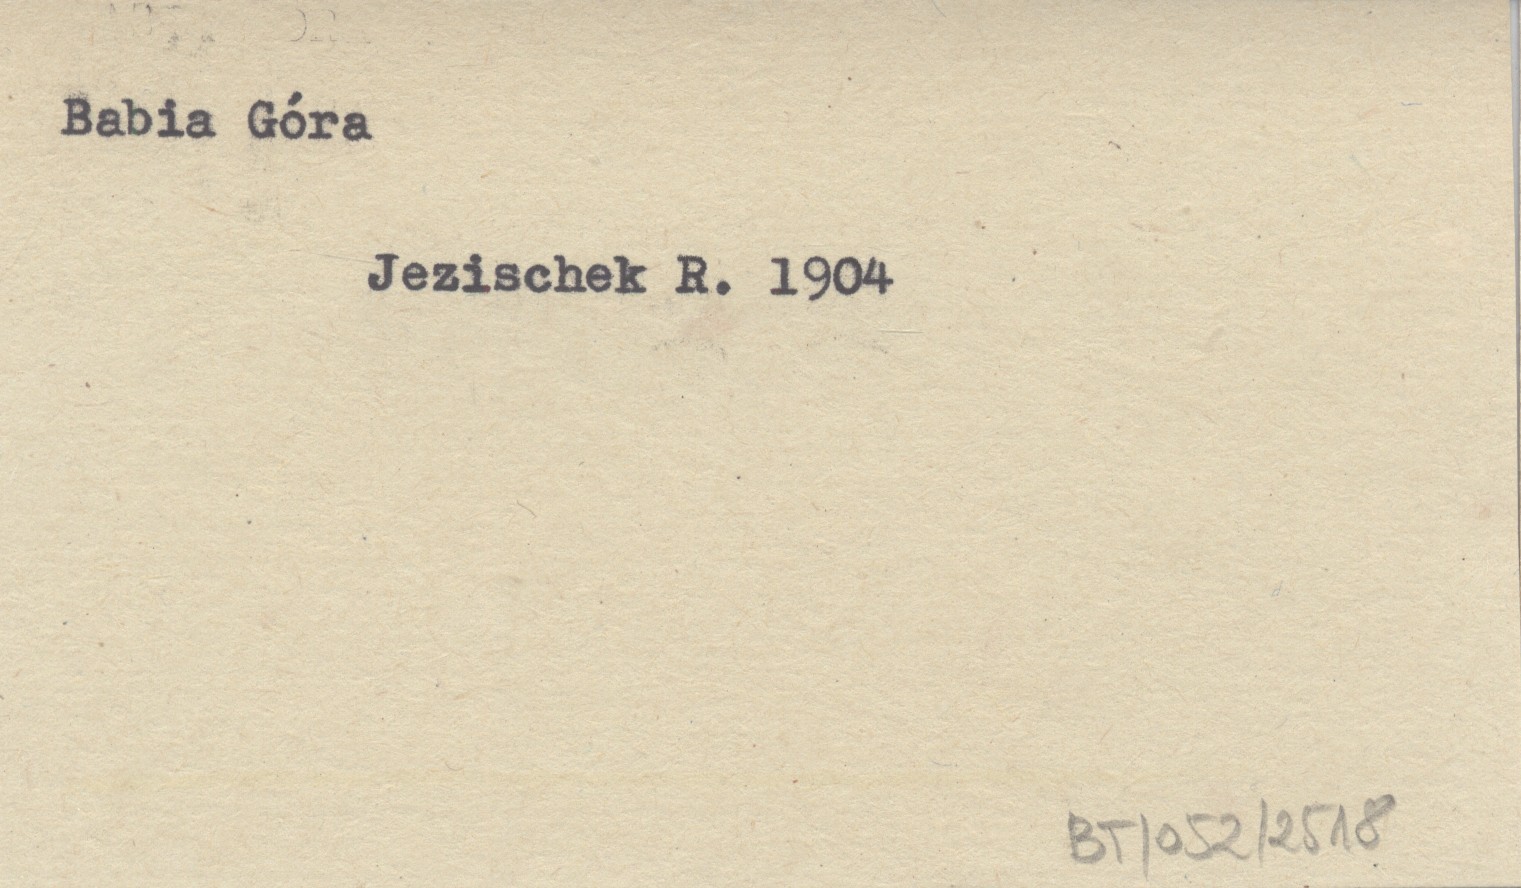 Babia Góra
Jezischek R. 1904
BT/052/2518